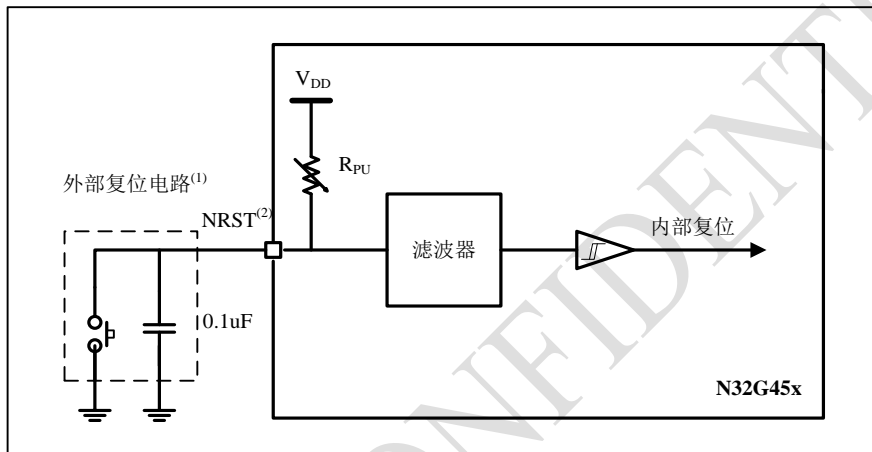 V_DD
R_PU
外部复位电路(1)
NRST(2)
滤波器
内部复位
0.1uF
N32G45x
CONFIDENT